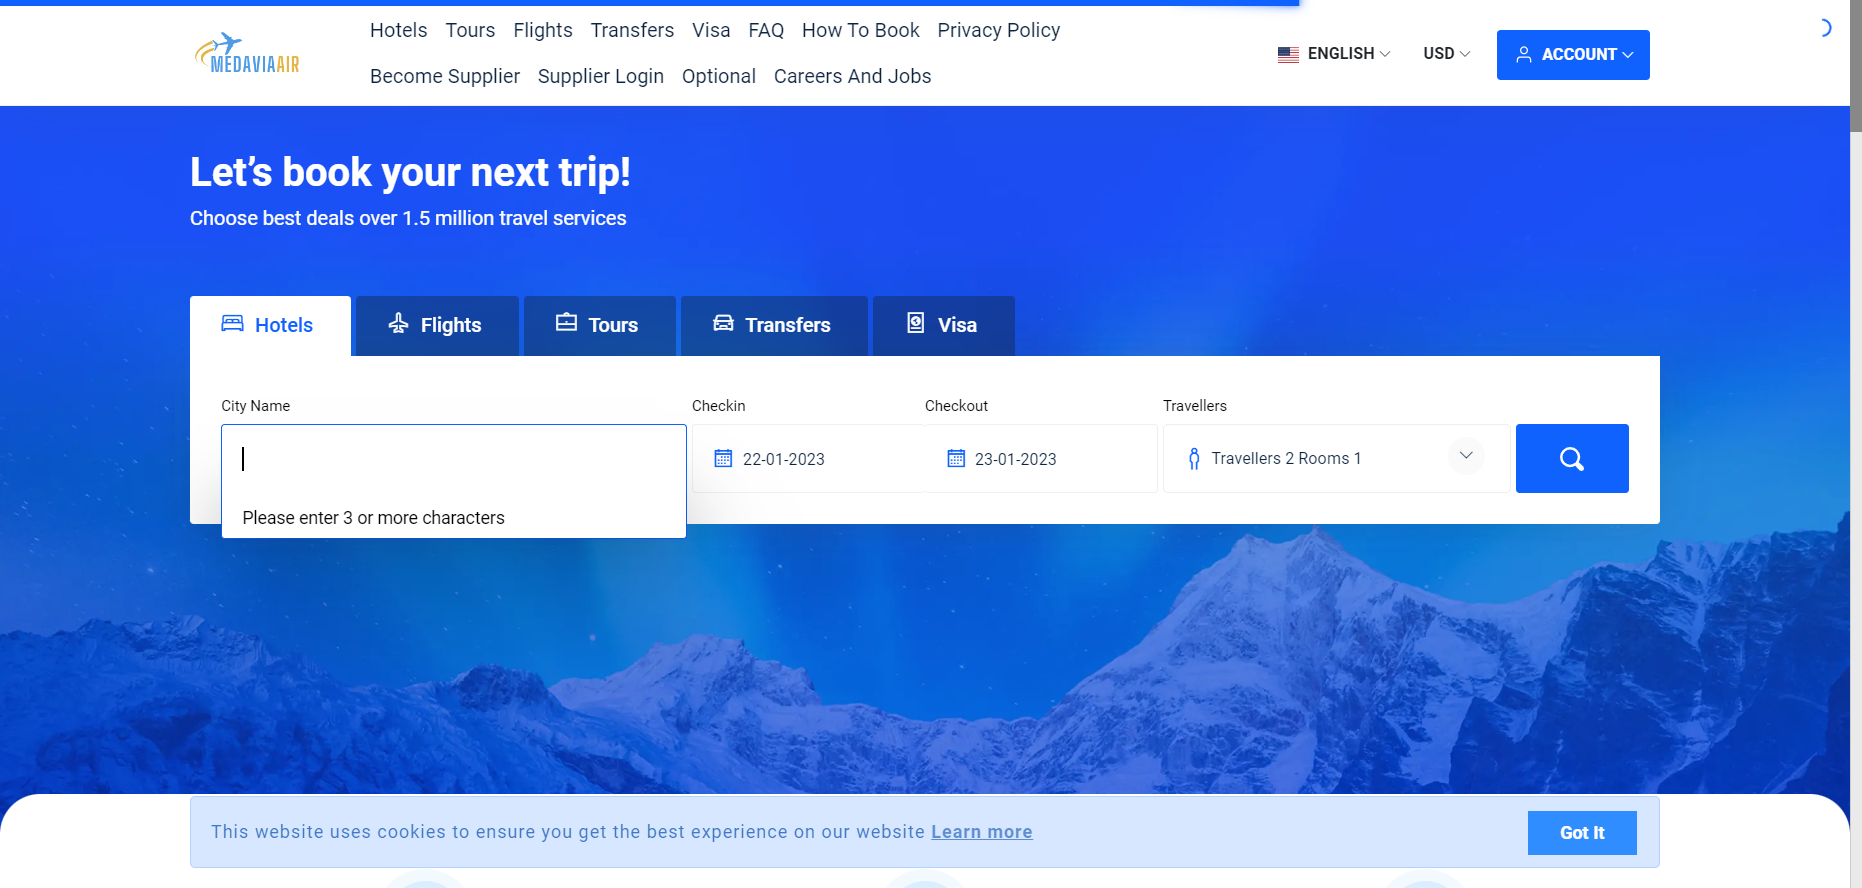 MEDAVIAAIR
Hotels Tours Flights Transfers Visa FAQ How To Book Privacy Policy
Become Supplier Supplier Login Optional Careers And Jobs
ENGLISH USD ACCOUNT
Let’s book your next trip!
Choose best deals over 1.5 million travel services
Hotels Flights Tours Transfers Visa
City Name Checkin Checkout Travellers
22-01-2023 23-01-2023 Travellers 2 Rooms 1
Please enter 3 or more characters
This website uses cookies to ensure you get the best experience on our website Learn more
Got It